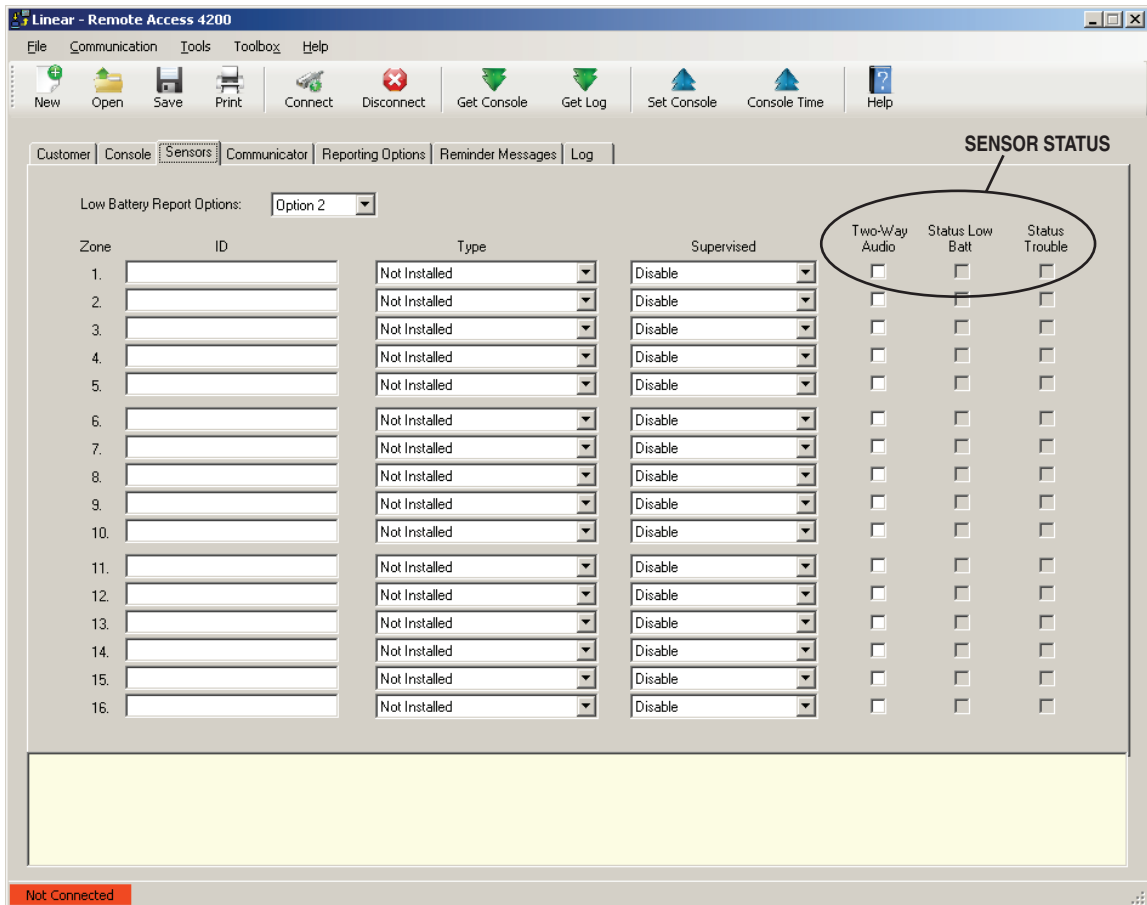 Linear - Remote Access 4200
File Communication Tools Toolbox Help
New Open Save Print Connect Disconnect Get Console Get Log Set Console Console Time Help
SENSOR STATUS
Customer Console Sensors Communicator Reporting Options Reminder Messages Log
Low Battery Report Options: Option 2
Zone ID Type Supervised Two-Way Audio Status Low Batt Status Trouble
1. Not Installed Disable
2. Not Installed Disable
3. Not Installed Disable
4. Not Installed Disable
5. Not Installed Disable
6. Not Installed Disable
7. Not Installed Disable
8. Not Installed Disable
9. Not Installed Disable
10. Not Installed Disable
11. Not Installed Disable
12. Not Installed Disable
13. Not Installed Disable
14. Not Installed Disable
15. Not Installed Disable
16. Not Installed Disable
Not Connected